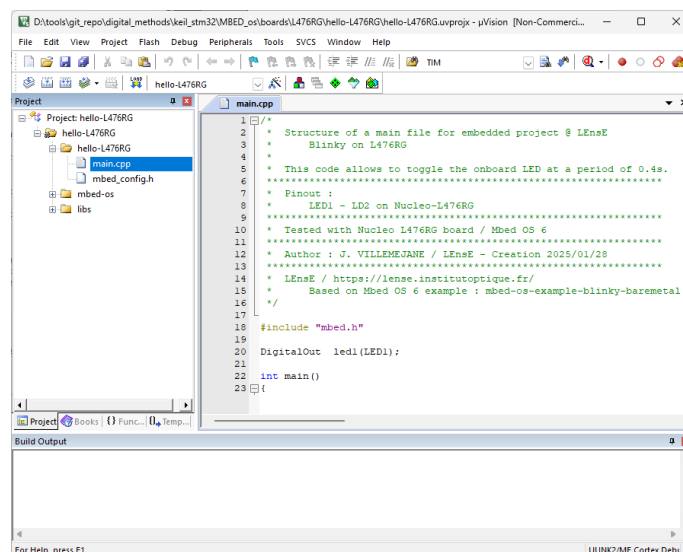 D:\tools\git_repo\digital_methods\keil_stm32\MBED_os\boards\L476RG\hello-L476RG\hello-L476RG.uvprojx - µVision [Non-Commerci...
File Edit View Project Flash Debug Peripherals Tools SVCS Window Help
TIM
LOAD hello-L476RG
Project
Project: hello-L476RG
hello-L476RG
hello-L476RG
main.cpp
mbed_config.h
mbed-os
libs
Project Books {} Func... 0 Temp...
main.cpp
1 /*
2 * Structure of a main file for embedded project @ LEnsE
3 * Blinky on L476RG
4 *
5 * This code allows to toggle the onboard LED at a period of 0.4s.
6 ****************************************************************
7 * Pinout :
8 * LED1 - LD2 on Nucleo-L476RG
9 ****************************************************************
10 * Tested with Nucleo L476RG board / Mbed OS 6
11 ****************************************************************
12 * Author : J. VILLEMEJANE / LEnsE - Creation 2025/01/28
13 ****************************************************************
14 * LEnsE / https://lense.institutoptique.fr/
15 * Based on Mbed OS 6 example : mbed-os-example-blinky-baremetal
16 */
17
18 #include "mbed.h"
19
20 DigitalOut led1(LED1);
21
22 int main()
23 {
Build Output
For Help, press F1
ULINK2/ME Cortex Debu